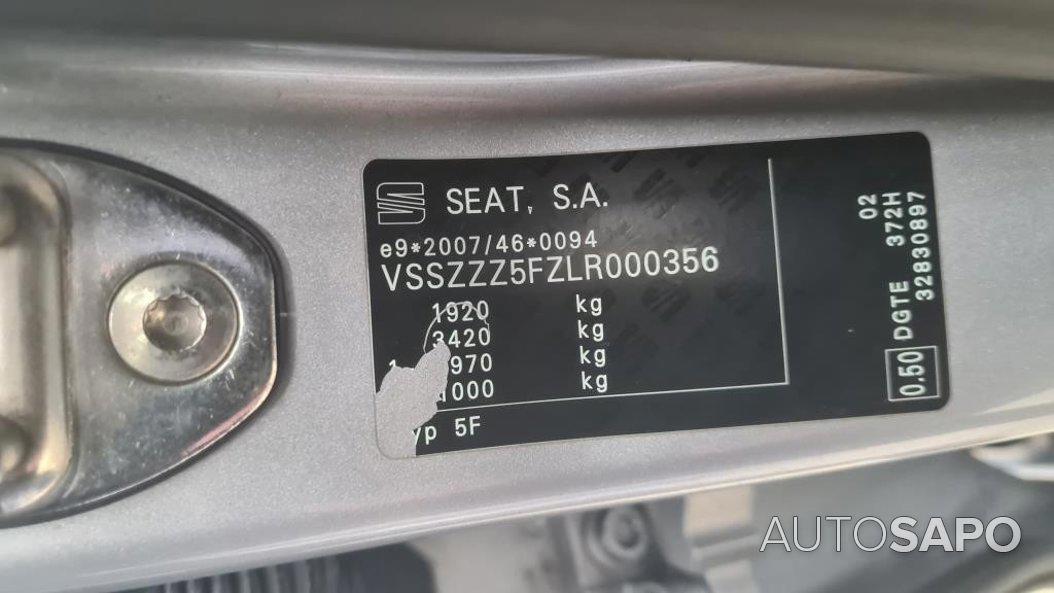 SEAT, S.A.
e9*2007/46*0094
VSSZZZ5FZLR000356
1920 kg
3420 kg
970 kg
1000 kg
yp 5F
02
DGTE 372H
32830897
0.50
AUTOSAPO